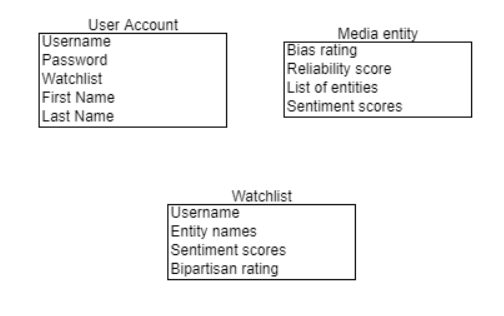 User Account
Username
Password
Watchlist
First Name
Last Name
Media entity
Bias rating
Reliability score
List of entities
Sentiment scores
Watchlist
Username
Entity names
Sentiment scores
Bipartisan rating